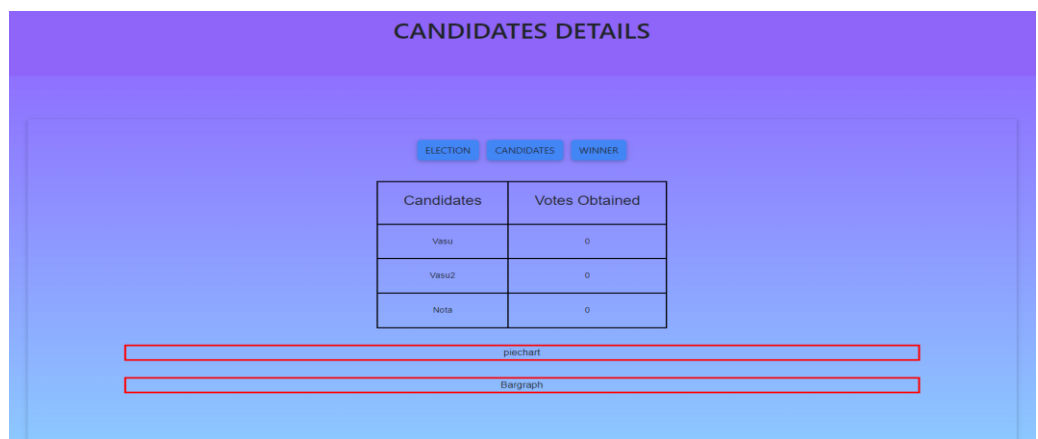 CANDIDATES DETAILS
ELECTION CANDIDATES WINNER
Candidates Votes Obtained
Vasu 0
Vasu2 0
Nota 0
piechart
Bargraph